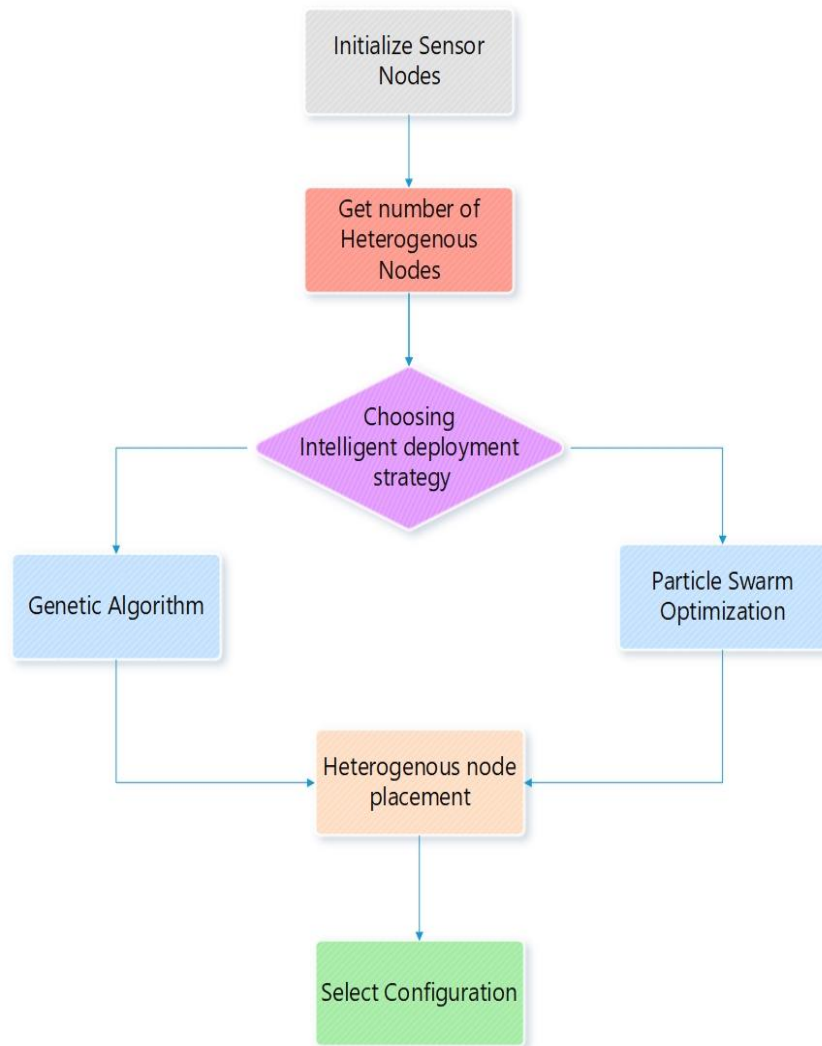 Initialize Sensor
Nodes
Get number of
Heterogenous
Nodes
Choosing
Intelligent deployment
strategy
Genetic Algorithm
Particle Swarm
Optimization
Heterogenous node
placement
Select Configuration